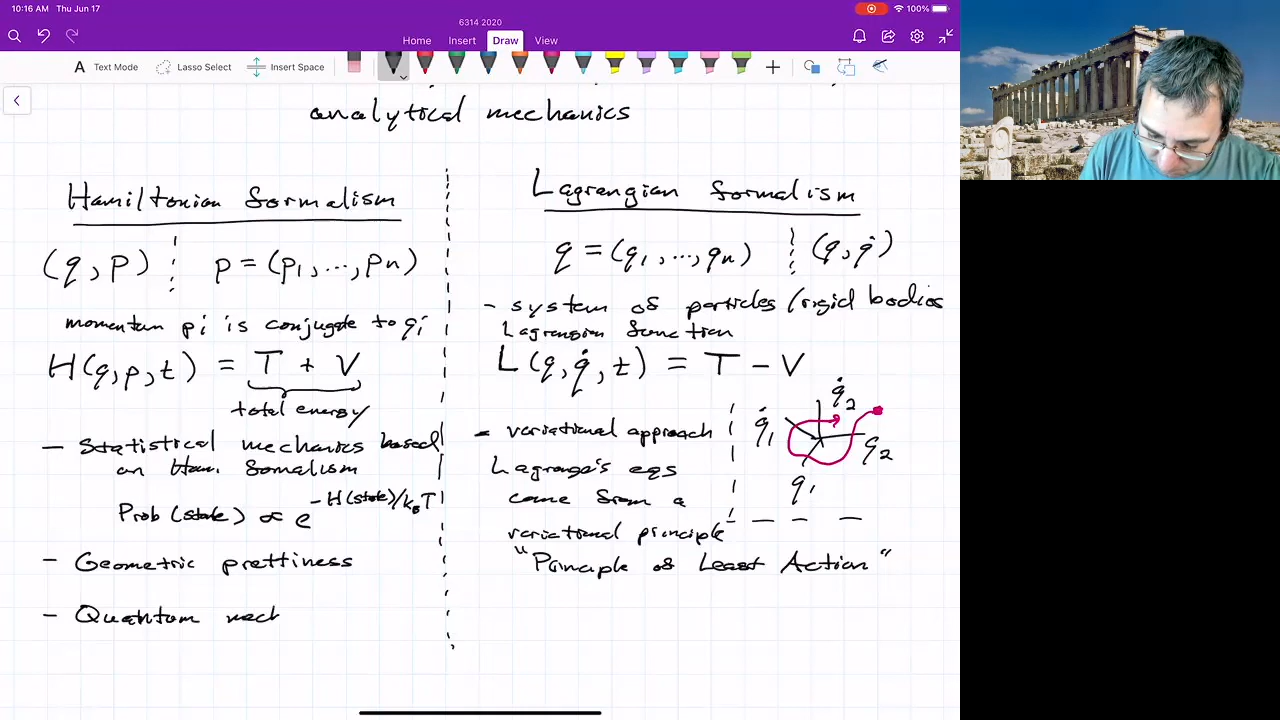 10:16 AM Thu Jun 17
100%
6314 2020
Home Insert Draw View
Text Mode Lasso Select Insert Space
analytical mechanics
Hamiltonian formalism
(q,p) p = (p1,...,pn)
momentum pi is conjugate to qi
H(q,p,t) = T + V
total energy
- Statistical mechanics based
on Ham. formalism
Prob(state) ∝ e^-H(state)/kBT
- Geometric prettiness
- Quantum mech
Lagrangian formalism
q = (q1,...,qn) (q,q̇)
- system of particles/rigid bodies
Lagrangian function
L(q,q̇,t) = T - V
- variational approach
Lagrange's eqs
come from a
variational principle
"Principle of Least Action"
q̇2
q̇1
q2
q1